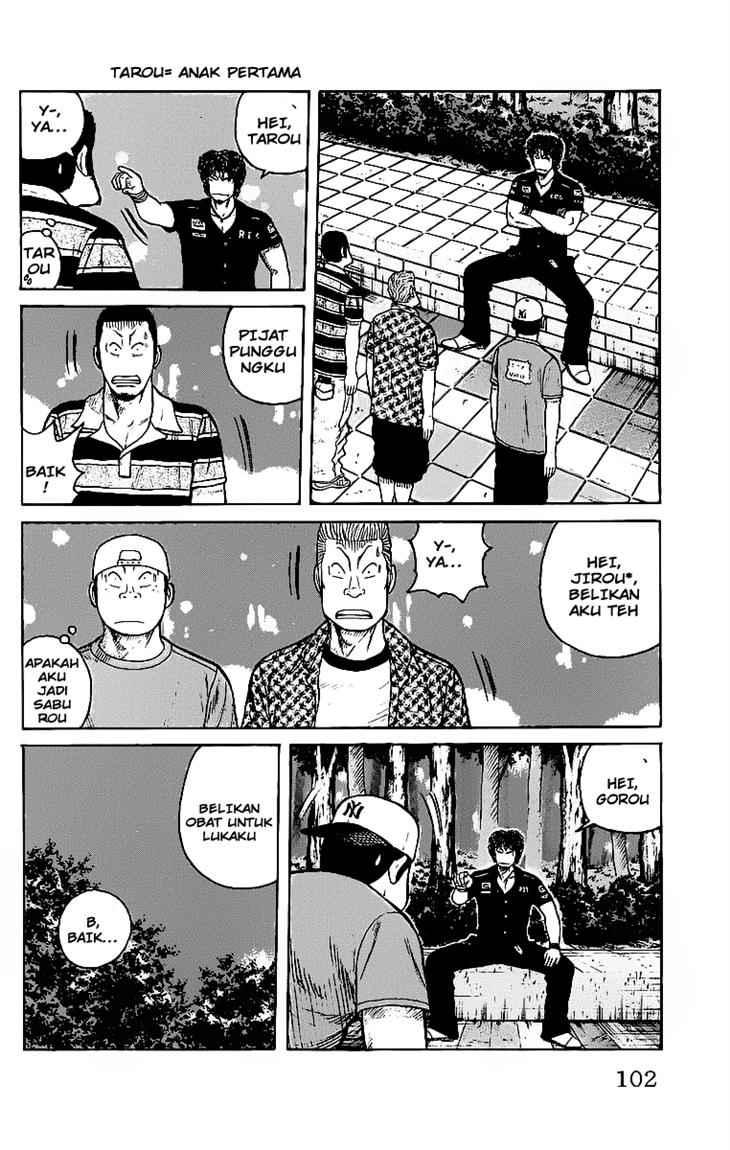 TAROU= ANAK PERTAMA
HEI,
TAROU
Y-,
YA...
TAR
OU
PIJAT
PUNGGU
NGKU
BAIK
!
HEI,
JIROU*,
BELIKAN
AKU TEH
Y-,
YA...
APAKAH
AKU
JADI
SABU
ROU
HEI,
GOROU
NY
BELIKAN
OBAT UNTUK
LUKAKU
B,
BAIK...
102